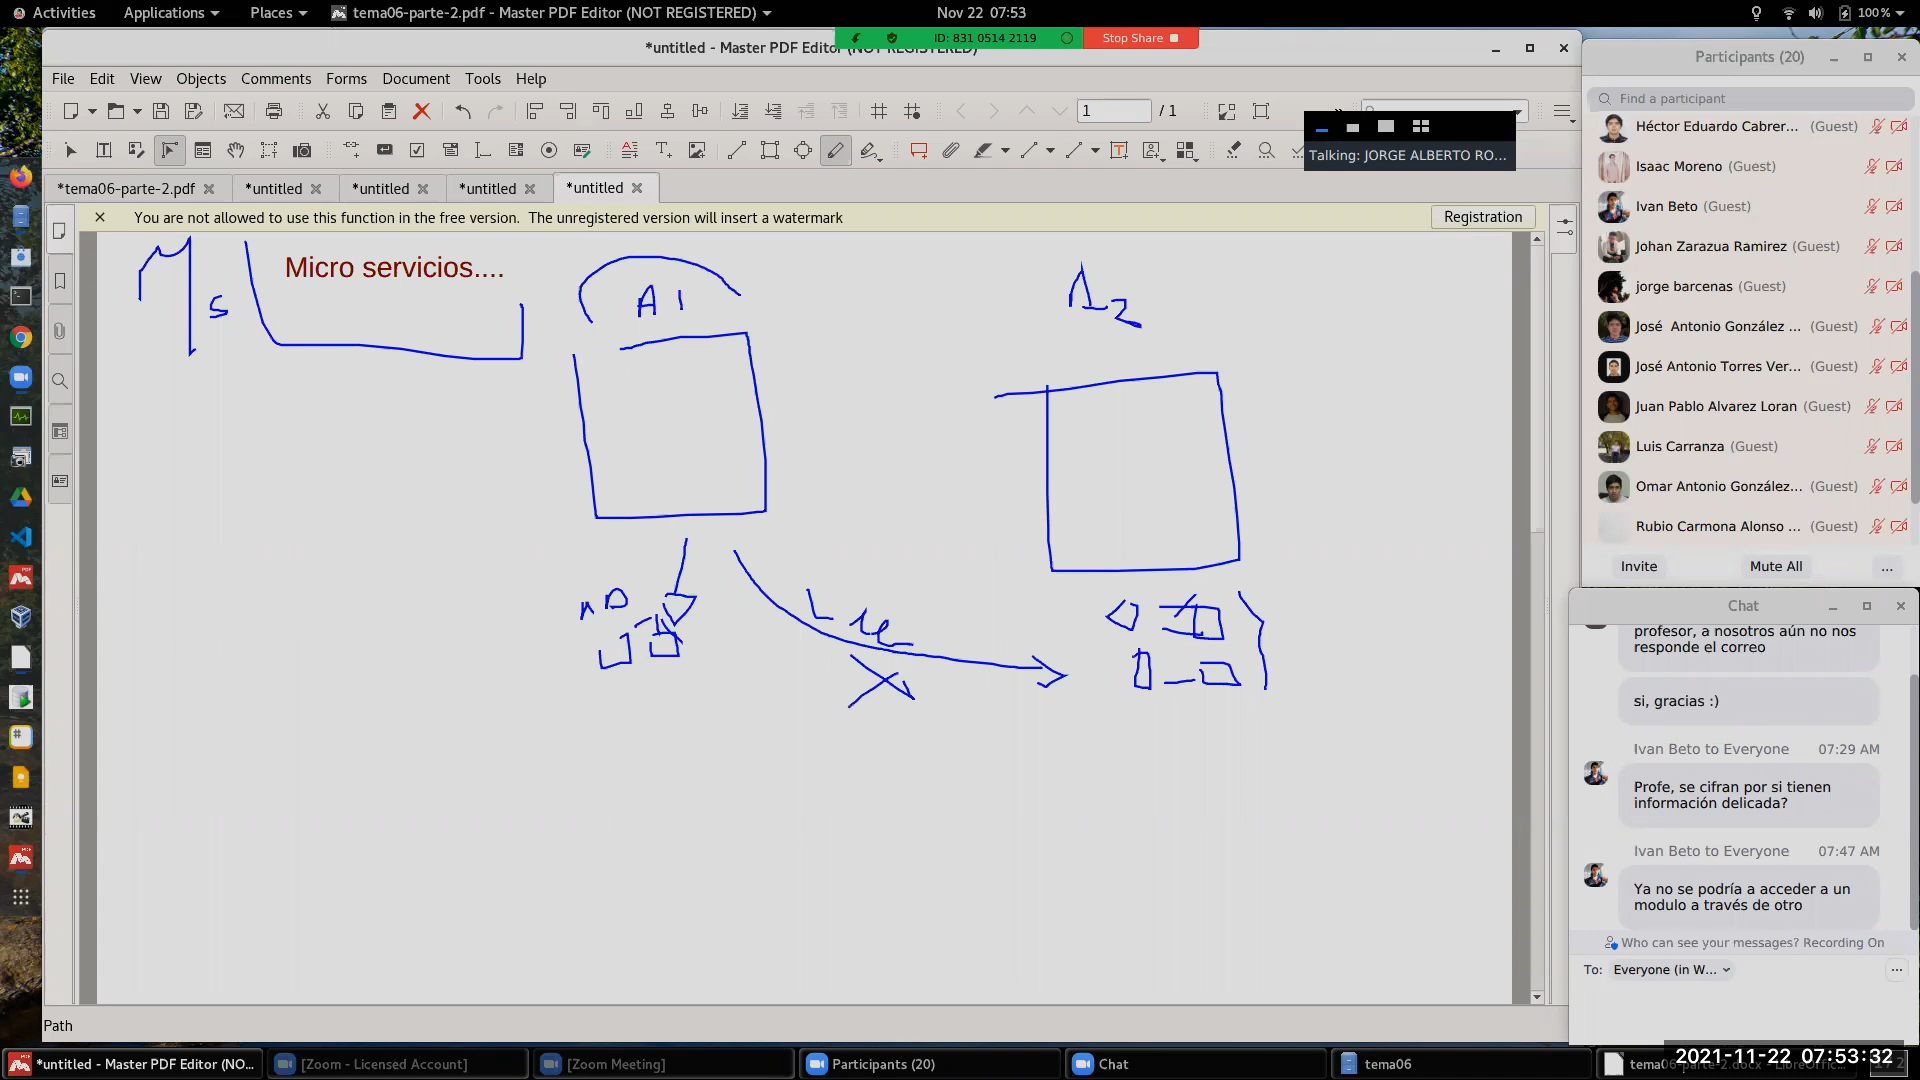 Activities Applications Places tema06-parte-2.pdf - Master PDF Editor (NOT REGISTERED) Nov 22 07:53 100%
*untitled - Master PDF Editor (NOT REGISTERED)
ID: 831 0514 2119 Stop Share
File Edit View Objects Comments Forms Document Tools Help
1 / 1
Talking: JORGE ALBERTO RO...
*tema06-parte-2.pdf *untitled *untitled *untitled *untitled
You are not allowed to use this function in the free version. The unregistered version will insert a watermark Registration
Micro servicios....
M s
A 1
A2
Path
Participants (20)
Find a participant
Héctor Eduardo Cabrer... (Guest)
Isaac Moreno (Guest)
Ivan Beto (Guest)
Johan Zarazua Ramirez (Guest)
jorge barcenas (Guest)
José Antonio González ... (Guest)
José Antonio Torres Ver... (Guest)
Juan Pablo Alvarez Loran (Guest)
Luis Carranza (Guest)
Omar Antonio González... (Guest)
Rubio Carmona Alonso ... (Guest)
Invite Mute All ...
Chat
profesor, a nosotros aún no nos
responde el correo
si, gracias :)
Ivan Beto to Everyone 07:29 AM
Profe, se cifran por si tienen
información delicada?
Ivan Beto to Everyone 07:47 AM
Ya no se podría a acceder a un
modulo a través de otro
Who can see your messages? Recording On
To: Everyone (in W...
*untitled - Master PDF Editor (NO... [Zoom - Licensed Account] [Zoom Meeting] Participants (20) Chat tema06
2021-11-22 07:53:32